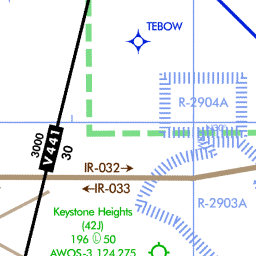 TEBOW
R-2904A
3000
V441
30
IR-032→
←IR-033
R-2903A
Keystone Heights
(42J)
196 Ⓛ 50
AWOS-3 124.275